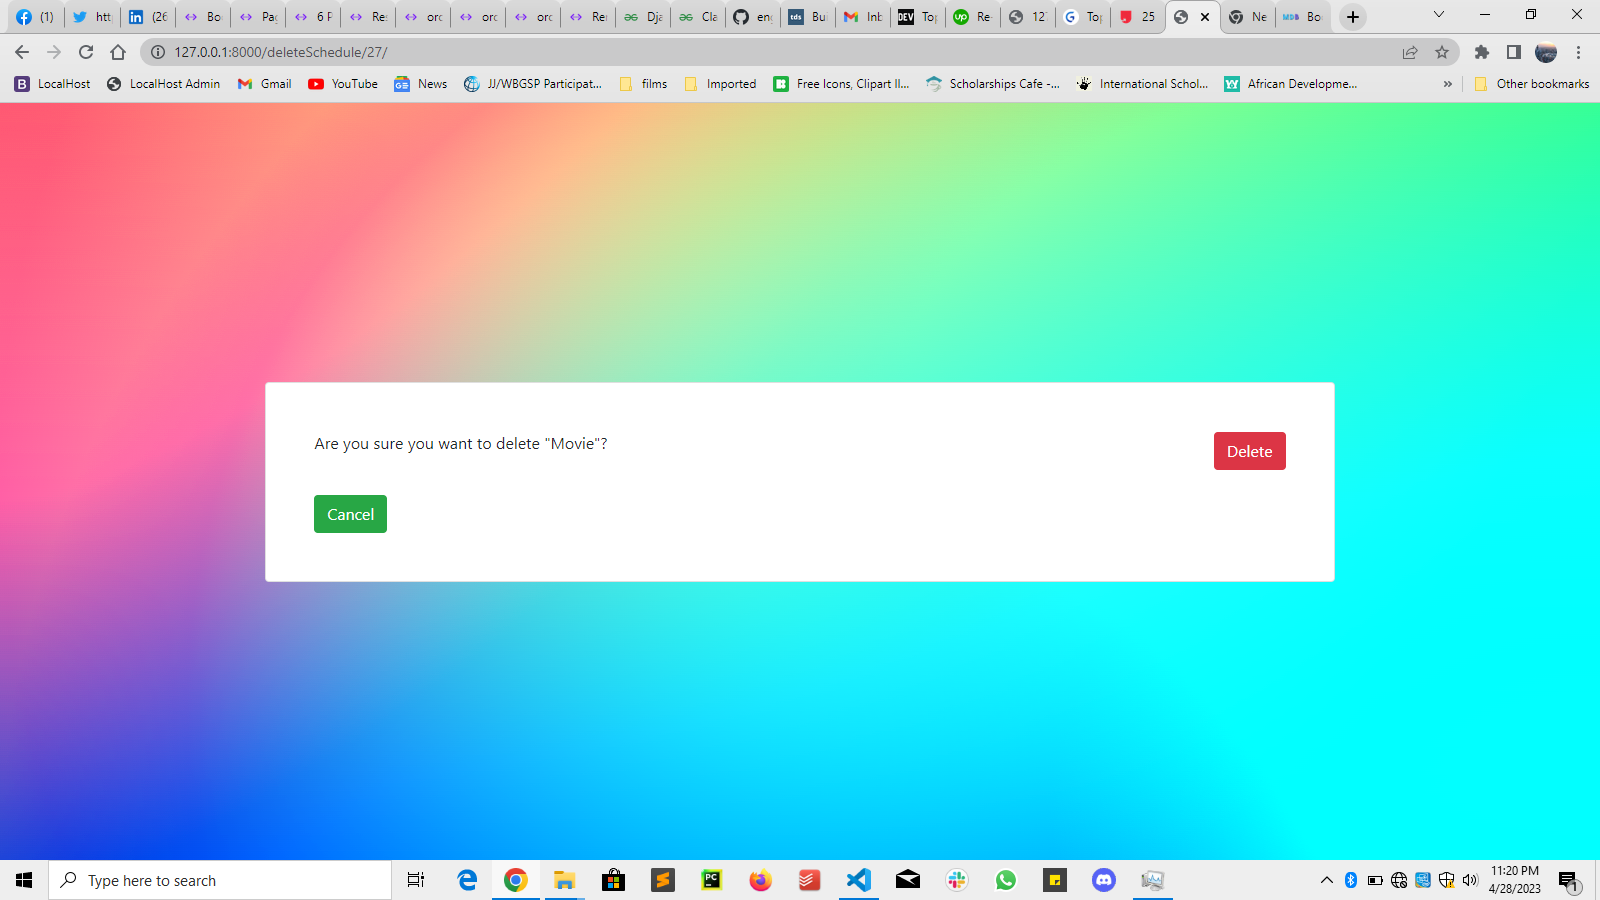 (1) htt (26 Bo Pag 6 P Re: orc orc orc Re Dja Cla eng Bu Inb Top Re 12 Top 25 Ne Bo
127.0.0.1:8000/deleteSchedule/27/
LocalHost LocalHost Admin Gmail YouTube News JJ/WBGSP Participat... films Imported Free Icons, Clipart Il... Scholarships Cafe -... International Schol... African Developme... » Other bookmarks
Are you sure you want to delete "Movie"?
Delete
Cancel
Type here to search
11:20 PM
4/28/2023
1